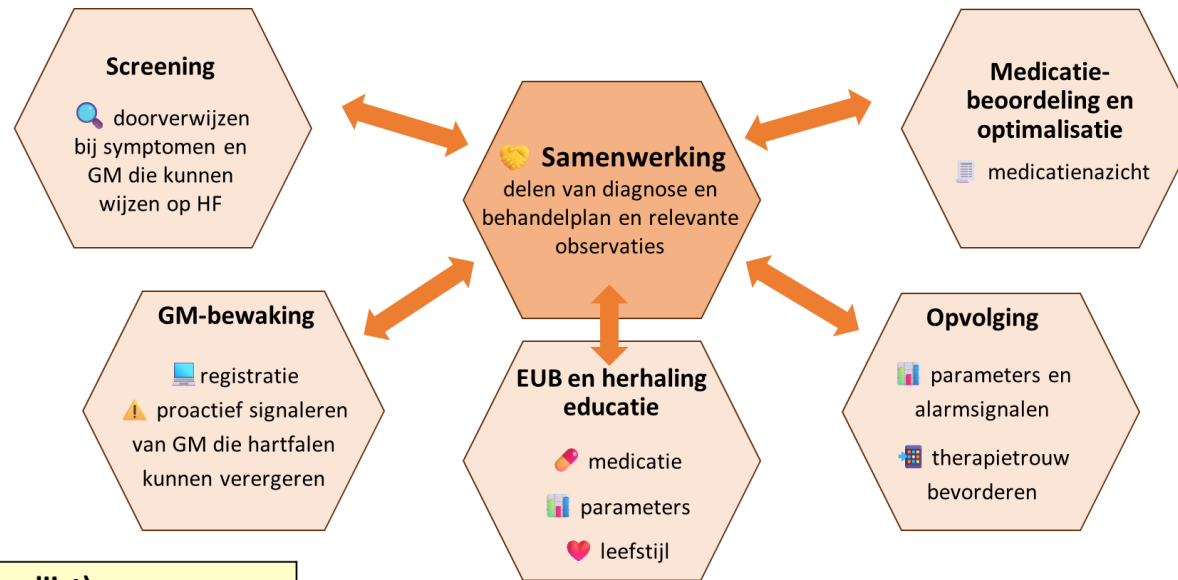 Screening
🔍 doorverwijzen
bij symptomen en
GM die kunnen
wijzen op HF
🤝 Samenwerking
delen van diagnose en
behandelplan en relevante
observaties
Medicatie-
beoordeling en
optimalisatie
🧾 medicatienazicht
GM-bewaking
💻 registratie
⚠️ proactief signaleren
van GM die hartfalen
kunnen verergeren
EUB en herhaling
educatie
💊 medicatie
📊 parameters
❤️ leefstijl
Opvolging
📊 parameters en
alarmsignalen
📲 therapietrouw
bevorderen